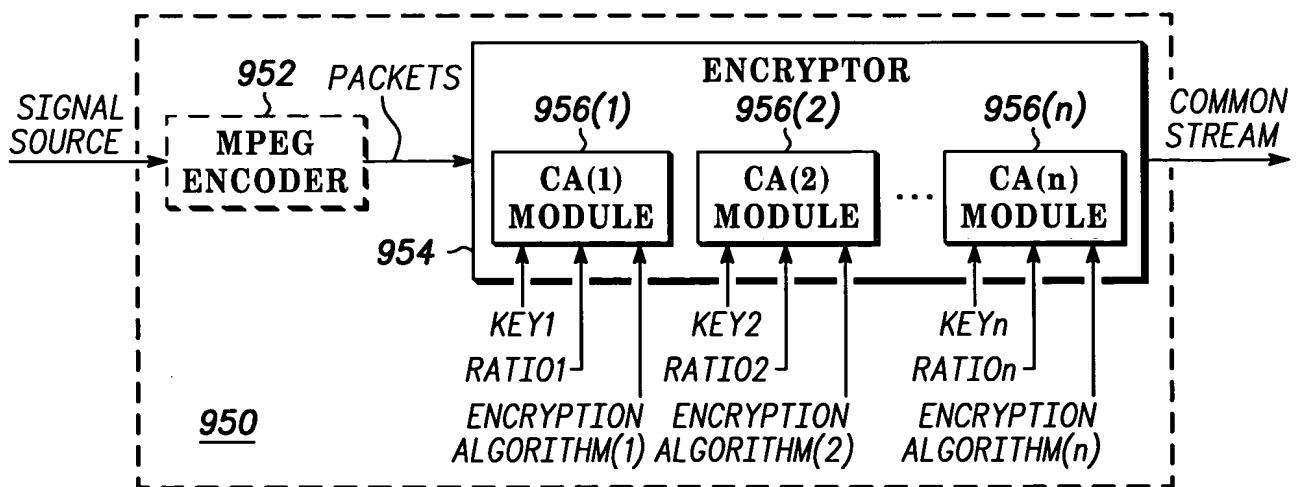 952
PACKETS
ENCRYPTOR
SIGNAL
SOURCE
MPEG
ENCODER
956(1)
956(2)
956(n)
COMMON
STREAM
CA(1)
MODULE
CA(2)
MODULE
...
CA(n)
MODULE
954
KEY1
KEY2
KEYn
RATIO1
RATIO2
RATIOn
950
ENCRYPTION
ALGORITHM(1)
ENCRYPTION
ALGORITHM(2)
ENCRYPTION
ALGORITHM(n)